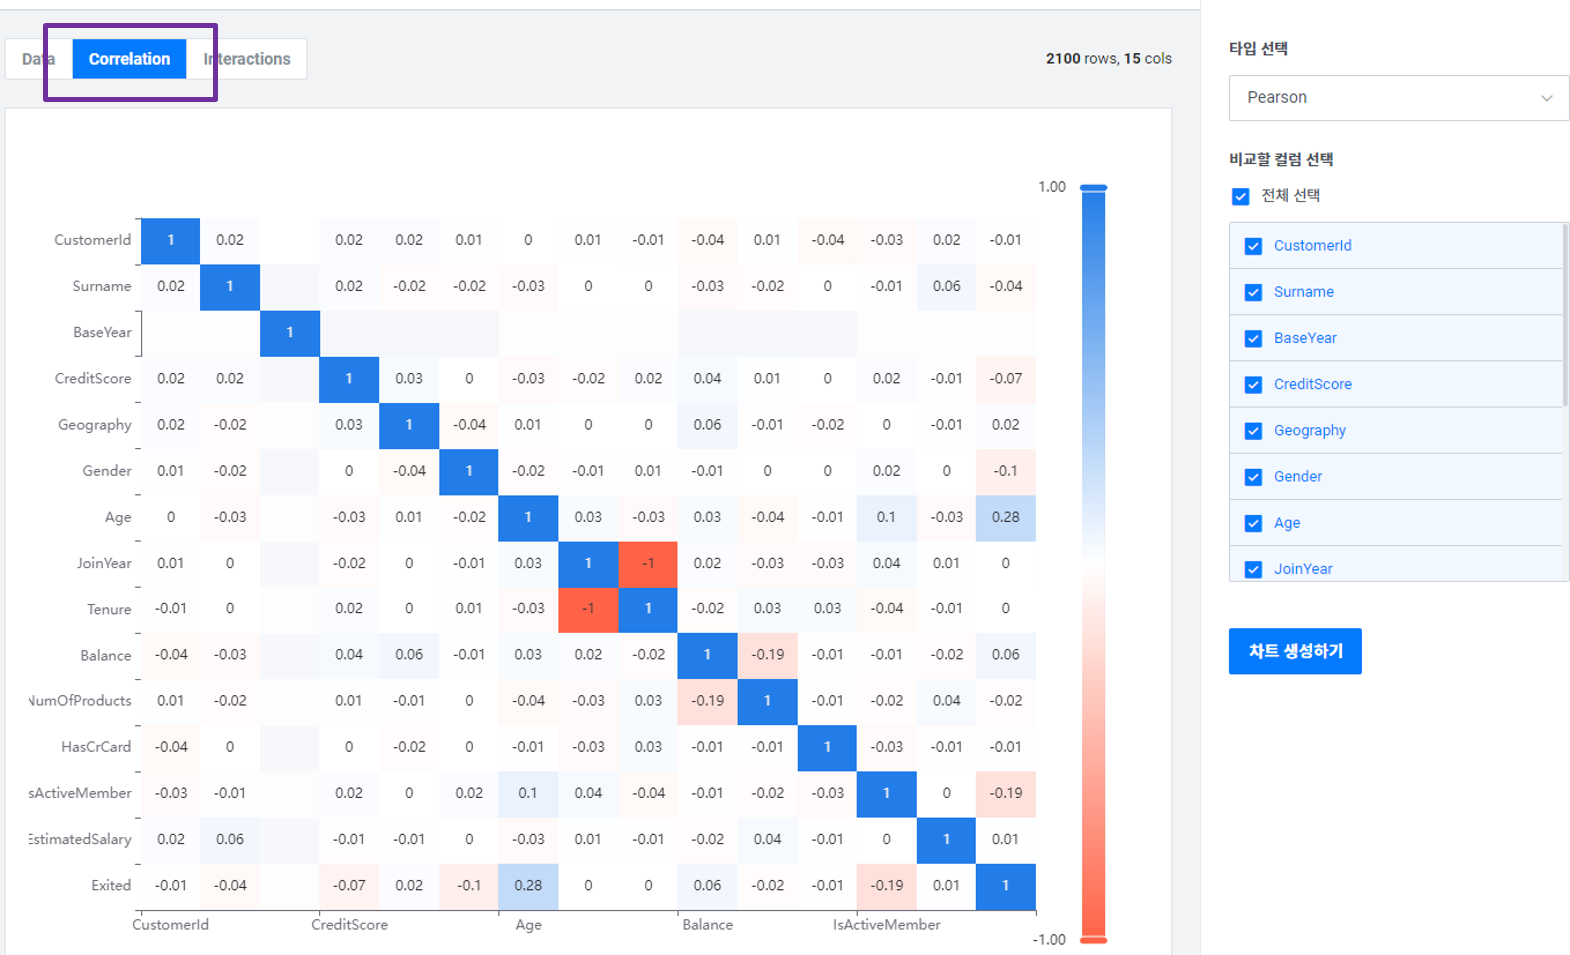 Data Correlation Interactions
2100 rows, 15 cols
타입 선택
Pearson
비교할 컬럼 선택
전체 선택
CustomerId
Surname
BaseYear
CreditScore
Geography
Gender
Age
JoinYear
차트 생성하기
1.00
CustomerId 1 0.02 0.02 0.02 0.01 0 0.01 -0.01 -0.04 0.01 -0.04 -0.03 0.02 -0.01
Surname 0.02 1 0.02 -0.02 -0.02 -0.03 0 0 -0.03 -0.02 0 -0.01 0.06 -0.04
BaseYear 1
CreditScore 0.02 0.02 1 0.03 0 -0.03 -0.02 0.02 0.04 0.01 0 0.02 -0.01 -0.07
Geography 0.02 -0.02 0.03 1 -0.04 0.01 0 0 0.06 -0.01 -0.02 0 -0.01 0.02
Gender 0.01 -0.02 0 -0.04 1 -0.02 -0.01 0.01 -0.01 0 0 0.02 0 -0.1
Age 0 -0.03 -0.03 0.01 -0.02 1 0.03 -0.03 0.03 -0.04 -0.01 0.1 -0.03 0.28
JoinYear 0.01 0 -0.02 0 -0.01 0.03 1 -1 0.02 -0.03 -0.03 0.04 0.01 0
Tenure -0.01 0 0.02 0 0.01 -0.03 -1 1 -0.02 0.03 0.03 -0.04 -0.01 0
Balance -0.04 -0.03 0.04 0.06 -0.01 0.03 0.02 -0.02 1 -0.19 -0.01 -0.01 -0.02 0.06
NumOfProducts 0.01 -0.02 0.01 -0.01 0 -0.04 -0.03 0.03 -0.19 1 -0.01 -0.02 0.04 -0.02
HasCrCard -0.04 0 0 -0.02 0 -0.01 -0.03 0.03 -0.01 -0.01 1 -0.03 -0.01 -0.01
sActiveMember -0.03 -0.01 0.02 0 0.02 0.1 0.04 -0.04 -0.01 -0.02 -0.03 1 0 -0.19
EstimatedSalary 0.02 0.06 -0.01 -0.01 0 -0.03 0.01 -0.01 -0.02 0.04 -0.01 0 1 0.01
Exited -0.01 -0.04 -0.07 0.02 -0.1 0.28 0 0 0.06 -0.02 -0.01 -0.19 0.01 1
CustomerId CreditScore Age Balance IsActiveMember
-1.00